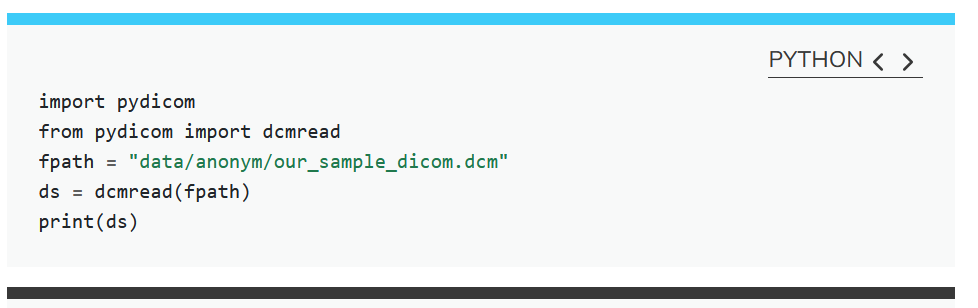 PYTHON < >
import pydicom
from pydicom import dcmread
fpath = "data/anonym/our_sample_dicom.dcm"
ds = dcmread(fpath)
print(ds)